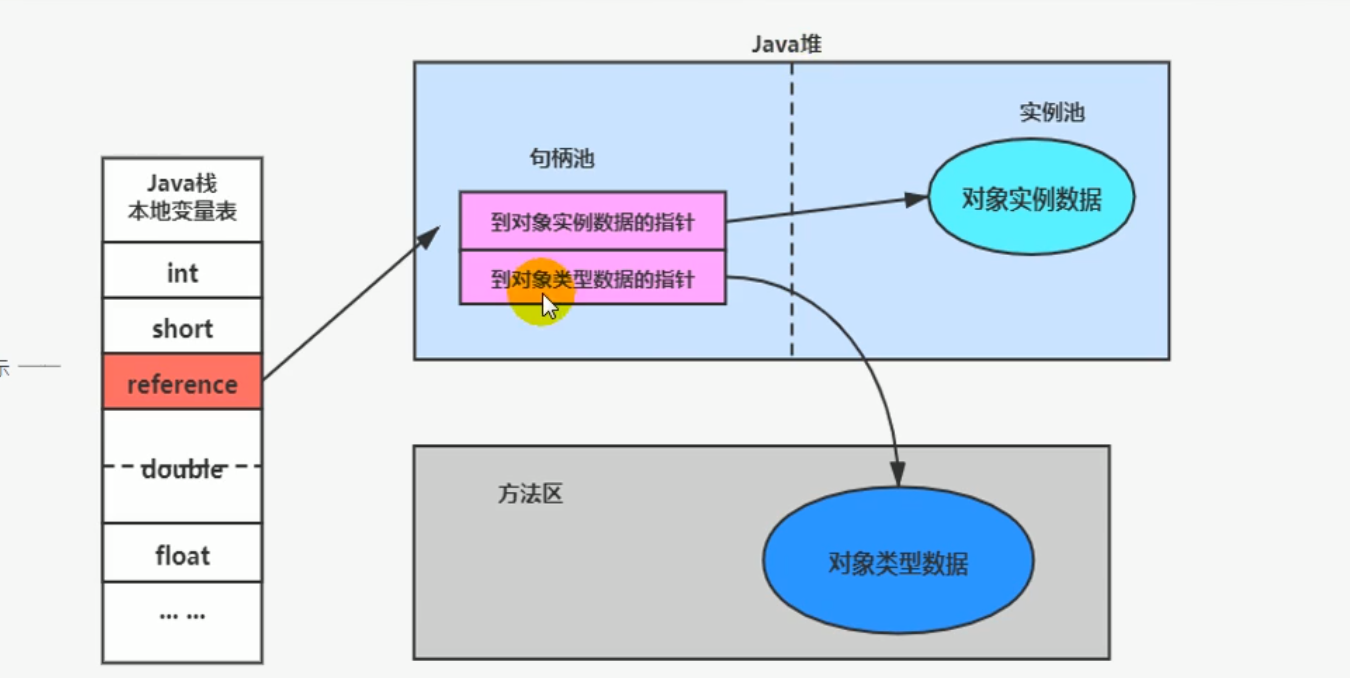 Java堆
实例池
句柄池
Java栈
本地变量表
到对象实例数据的指针
对象实例数据
int
到对象类型数据的指针
short
示 ——
reference
double
方法区
float
对象类型数据
... ...